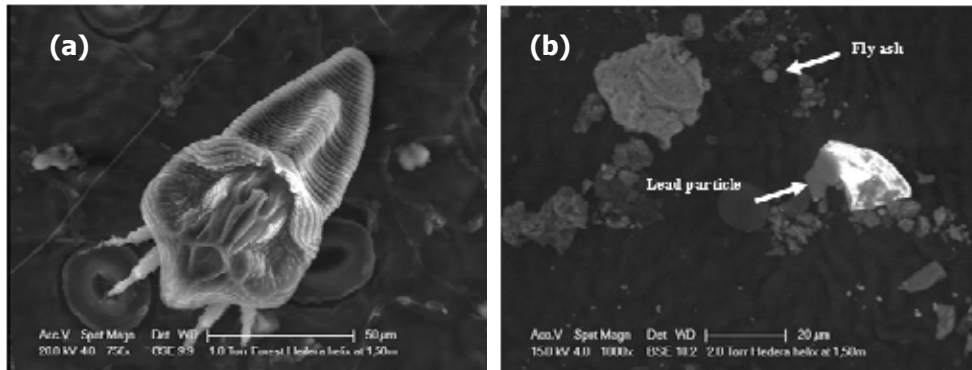 (a)
Acc.V Spot Magn Det WD 50 µm
20.0 kV 4.0 750x GSE 9.9 1.0 Torr Forest Hedera helix at 1,50m
(b)
Fly ash
Lead particle
Acc.V Spot Magn Det WD 20 µm
15.0 kV 4.0 1000x BSE 10.2 2.0 Torr Hedera helix at 1,50m